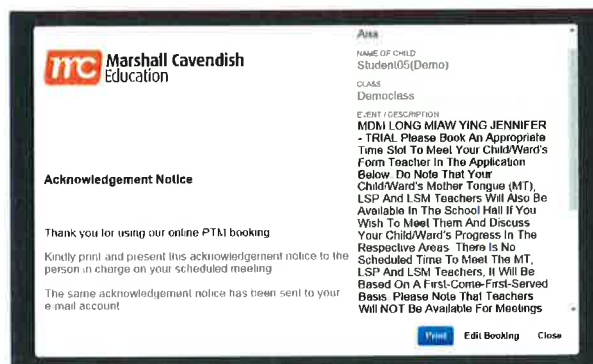 mc Marshall Cavendish
Education
Acknowledgement Notice
Thank you for using our online PTM booking
Kindly print and present this acknowledgement notice to the
person in charge on your scheduled meeting
The same acknowledgement notice has been sent to your
e-mail account
NAME OF CHILD
Student05(Demo)
CLASS
Democlass
EVENT / DESCRIPTION
MDM LONG MIAW YING JENNIFER
- TRIAL Please Book An Appropriate
Time Slot To Meet Your Child/Ward's
Form Teacher In The Application
Below. Do Note That Your
Child/Ward's Mother Tongue (MT),
LSP And LSM Teachers Will Also Be
Available In The School Hall If You
Wish To Meet Them And Discuss
Your Child/Ward's Progress In The
Respective Areas. There Is No
Scheduled Time To Meet The MT,
LSP And LSM Teachers, It Will Be
Based On A First-Come-First-Served
Basis. Please Note That Teachers
Will NOT Be Available For Meetings
Print Edit Booking Close